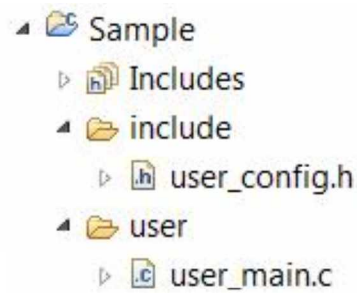 Sample
Includes
include
user_config.h
user
user_main.c